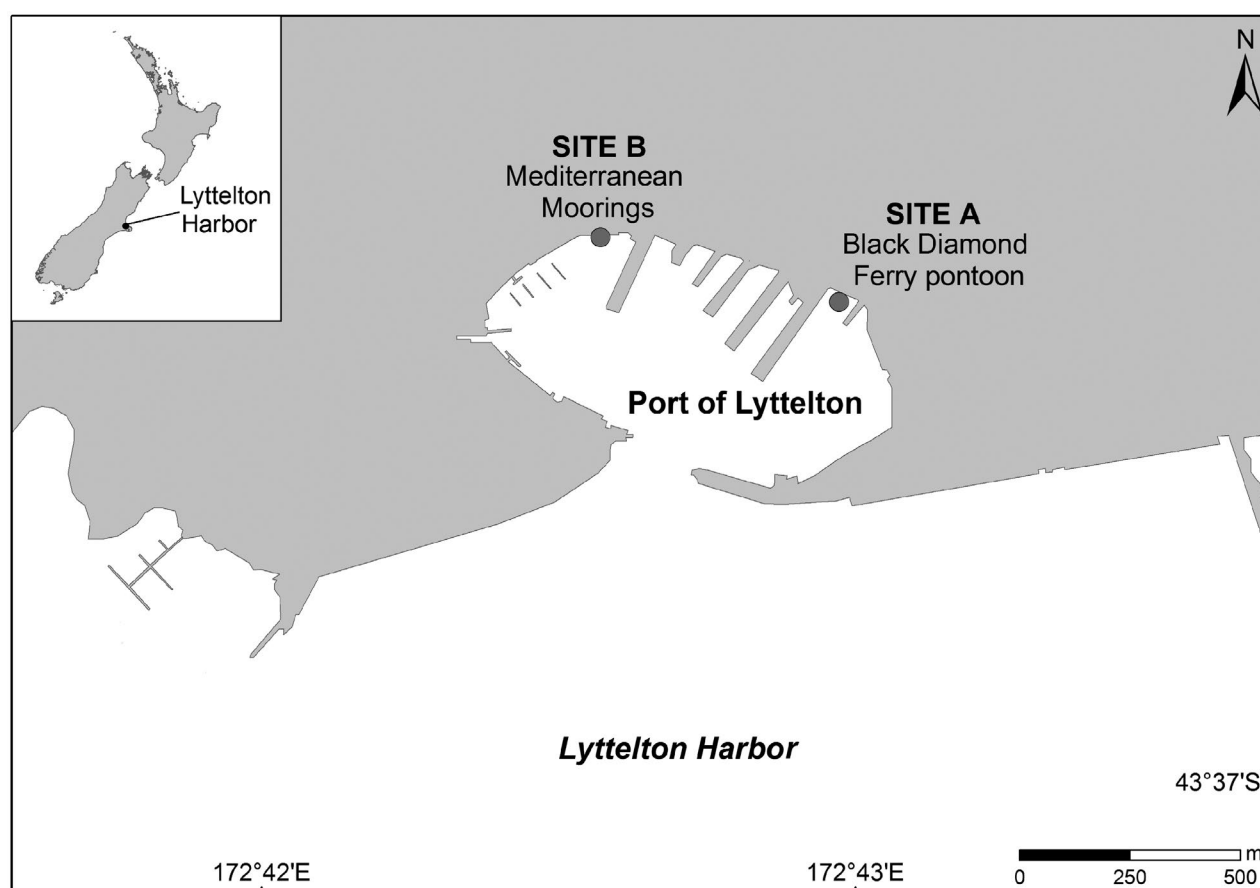 N
Lyttelton
Harbor
SITE B
Mediterranean
Moorings
SITE A
Black Diamond
Ferry pontoon
Port of Lyttelton
Lyttelton Harbor
43°37'S
172°42'E
172°43'E
m
0 250 500